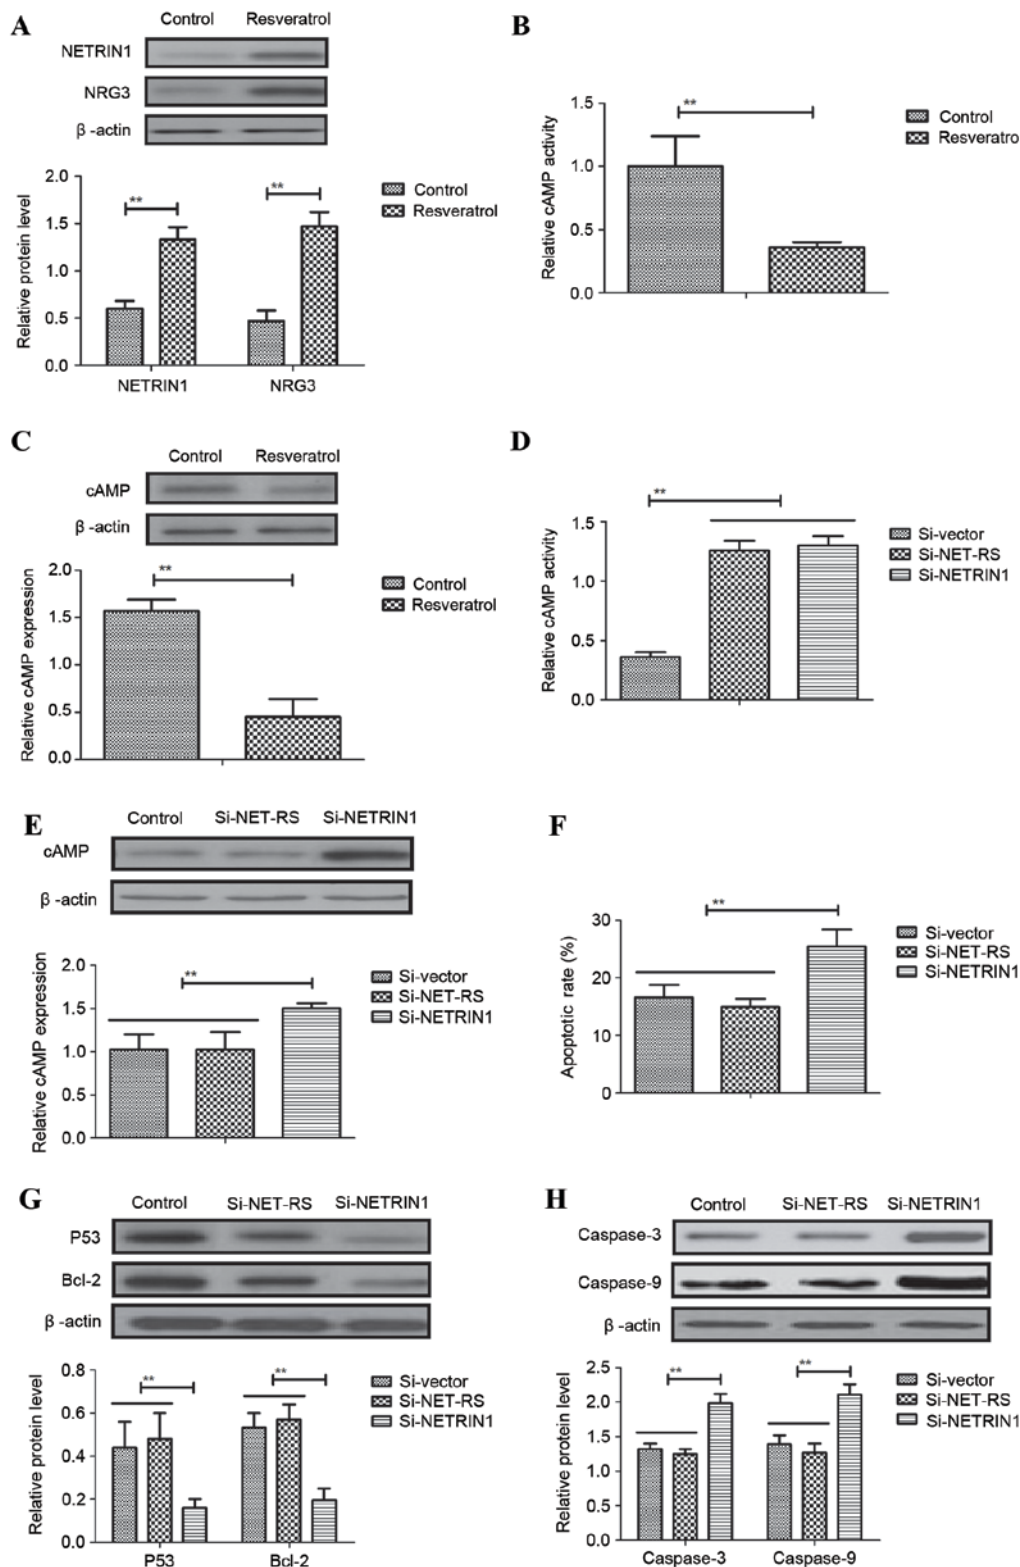 A
Control Resveratrol
NETRIN1
NRG3
β -actin
2.0
1.5
1.0
0.5
0.0
Relative protein level
**
**
NETRIN1 NRG3
Control
Resveratrol
B
1.5
1.0
0.5
0.0
Relative cAMP activity
**
Control
Resveratro
C
Control Resveratrol
cAMP
β -actin
2.0
1.5
1.0
0.5
0.0
Relative cAMP expression
**
Control
Resveratrol
D
1.5
1.0
0.5
0.0
Relative cAMP activity
**
Si-vector
Si-NET-RS
Si-NETRIN1
E
Control Si-NET-RS Si-NETRIN1
cAMP
β -actin
2.0
1.5
1.0
0.5
0.0
Relative cAMP expression
**
Si-vector
Si-NET-RS
Si-NETRIN1
F
30
20
10
0
Apoptotic rate (%)
**
Si-vector
Si-NET-RS
Si-NETRIN1
G
Control Si-NET-RS Si-NETRIN1
P53
Bcl-2
β -actin
0.8
0.6
0.4
0.2
0.0
Relative protein level
**
**
P53 Bcl-2
Si-vector
Si-NET-RS
Si-NETRIN1
H
Control Si-NET-RS Si-NETRIN1
Caspase-3
Caspase-9
β -actin
2.5
2.0
1.5
1.0
0.5
0.0
Relative protein level
**
**
Caspase-3 Caspase-9
Si-vector
Si-NET-RS
Si-NETRIN1